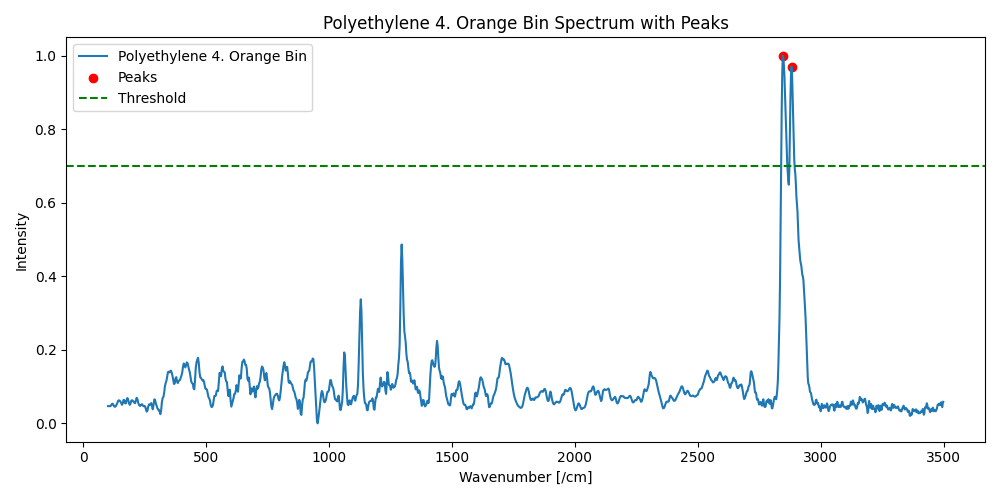 Polyethylene 4. Orange Bin Spectrum with Peaks
Polyethylene 4. Orange Bin
Peaks
Threshold
Intensity
1.0
0.8
0.6
0.4
0.2
0.0
0 500 1000 1500 2000 2500 3000 3500
Wavenumber [/cm]